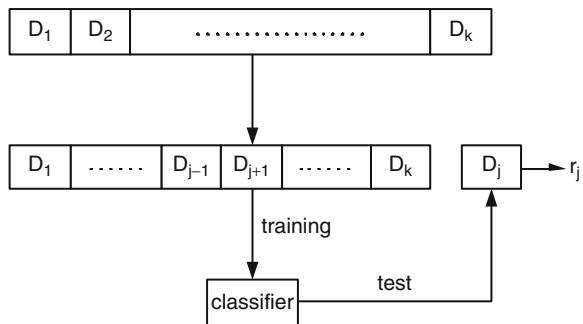 D₁ D₂ .................... Dₖ
D₁ ...... Dⱼ₋₁ Dⱼ₊₁ ...... Dₖ Dⱼ rⱼ
training
test
classifier